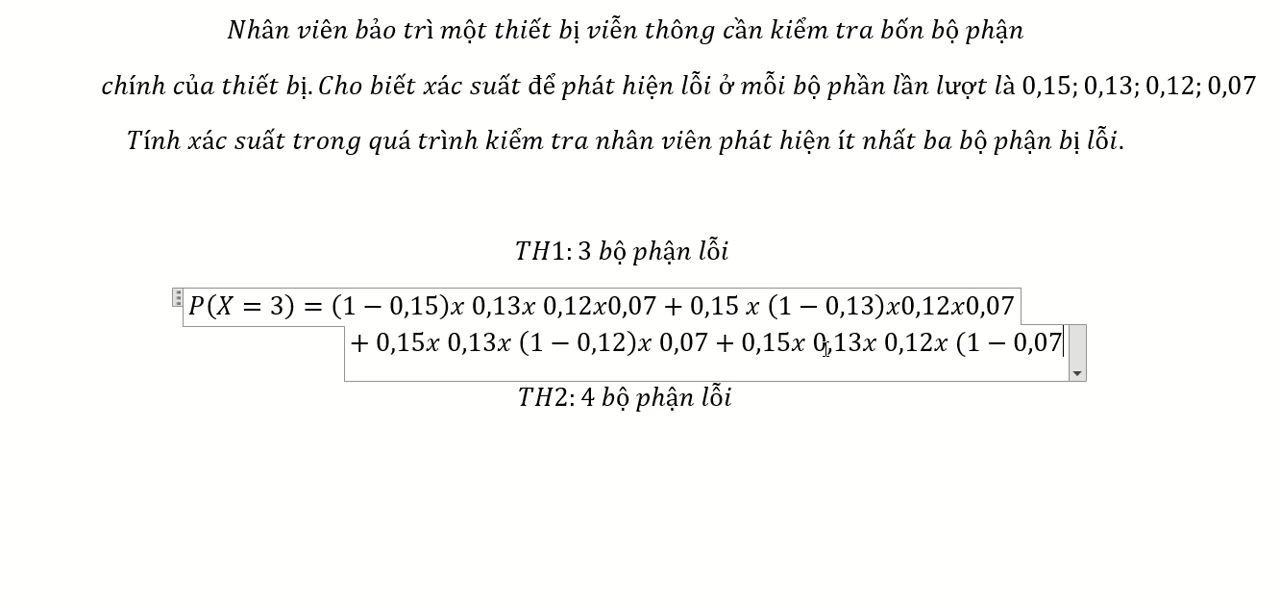 Nhân viên bảo trì một thiết bị viễn thông cần kiểm tra bốn bộ phận
chính của thiết bị. Cho biết xác suất để phát hiện lỗi ở mỗi bộ phần lần lượt là 0,15; 0,13; 0,12; 0,07
Tính xác suất trong quá trình kiểm tra nhân viên phát hiện ít nhất ba bộ phận bị lỗi.
TH1: 3 bộ phận lỗi
P(X = 3) = (1 − 0,15)x 0,13x 0,12x0,07 + 0,15 x (1 − 0,13)x0,12x0,07
+ 0,15x 0,13x (1 − 0,12)x 0,07 + 0,15x 0,13x 0,12x (1 − 0,07
TH2: 4 bộ phận lỗi